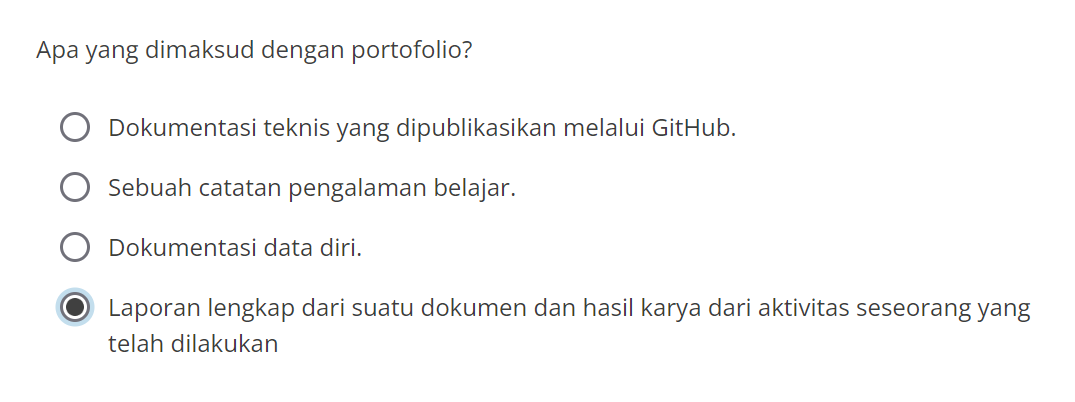 Apa yang dimaksud dengan portofolio?
Dokumentasi teknis yang dipublikasikan melalui GitHub.
Sebuah catatan pengalaman belajar.
Dokumentasi data diri.
Laporan lengkap dari suatu dokumen dan hasil karya dari aktivitas seseorang yang
telah dilakukan